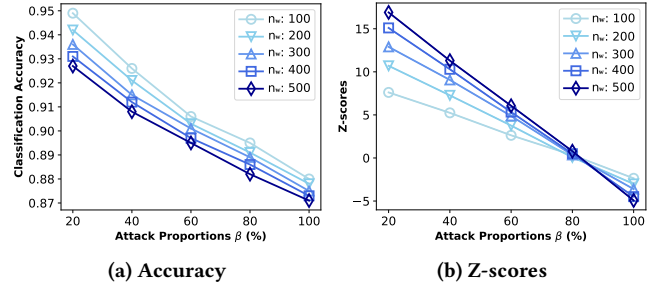 0.95
0.94
0.93
0.92
0.91
0.90
0.89
0.88
0.87
Classification Accuracy
20 40 60 80 100
Attack Proportions β (%)
nw: 100
nw: 200
nw: 300
nw: 400
nw: 500
(a) Accuracy
15
10
5
0
−5
Z-scores
20 40 60 80 100
Attack Proportions β (%)
nw: 100
nw: 200
nw: 300
nw: 400
nw: 500
(b) Z-scores